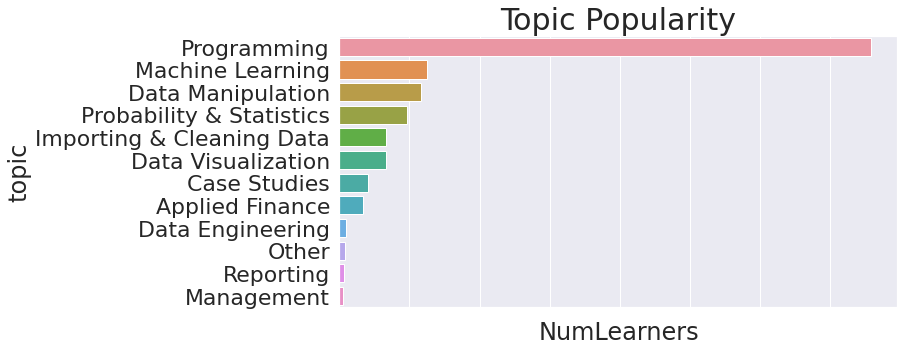 Topic Popularity
Programming
Machine Learning
Data Manipulation
Probability & Statistics
Importing & Cleaning Data
Data Visualization
Case Studies
Applied Finance
Data Engineering
Other
Reporting
Management
topic
NumLearners